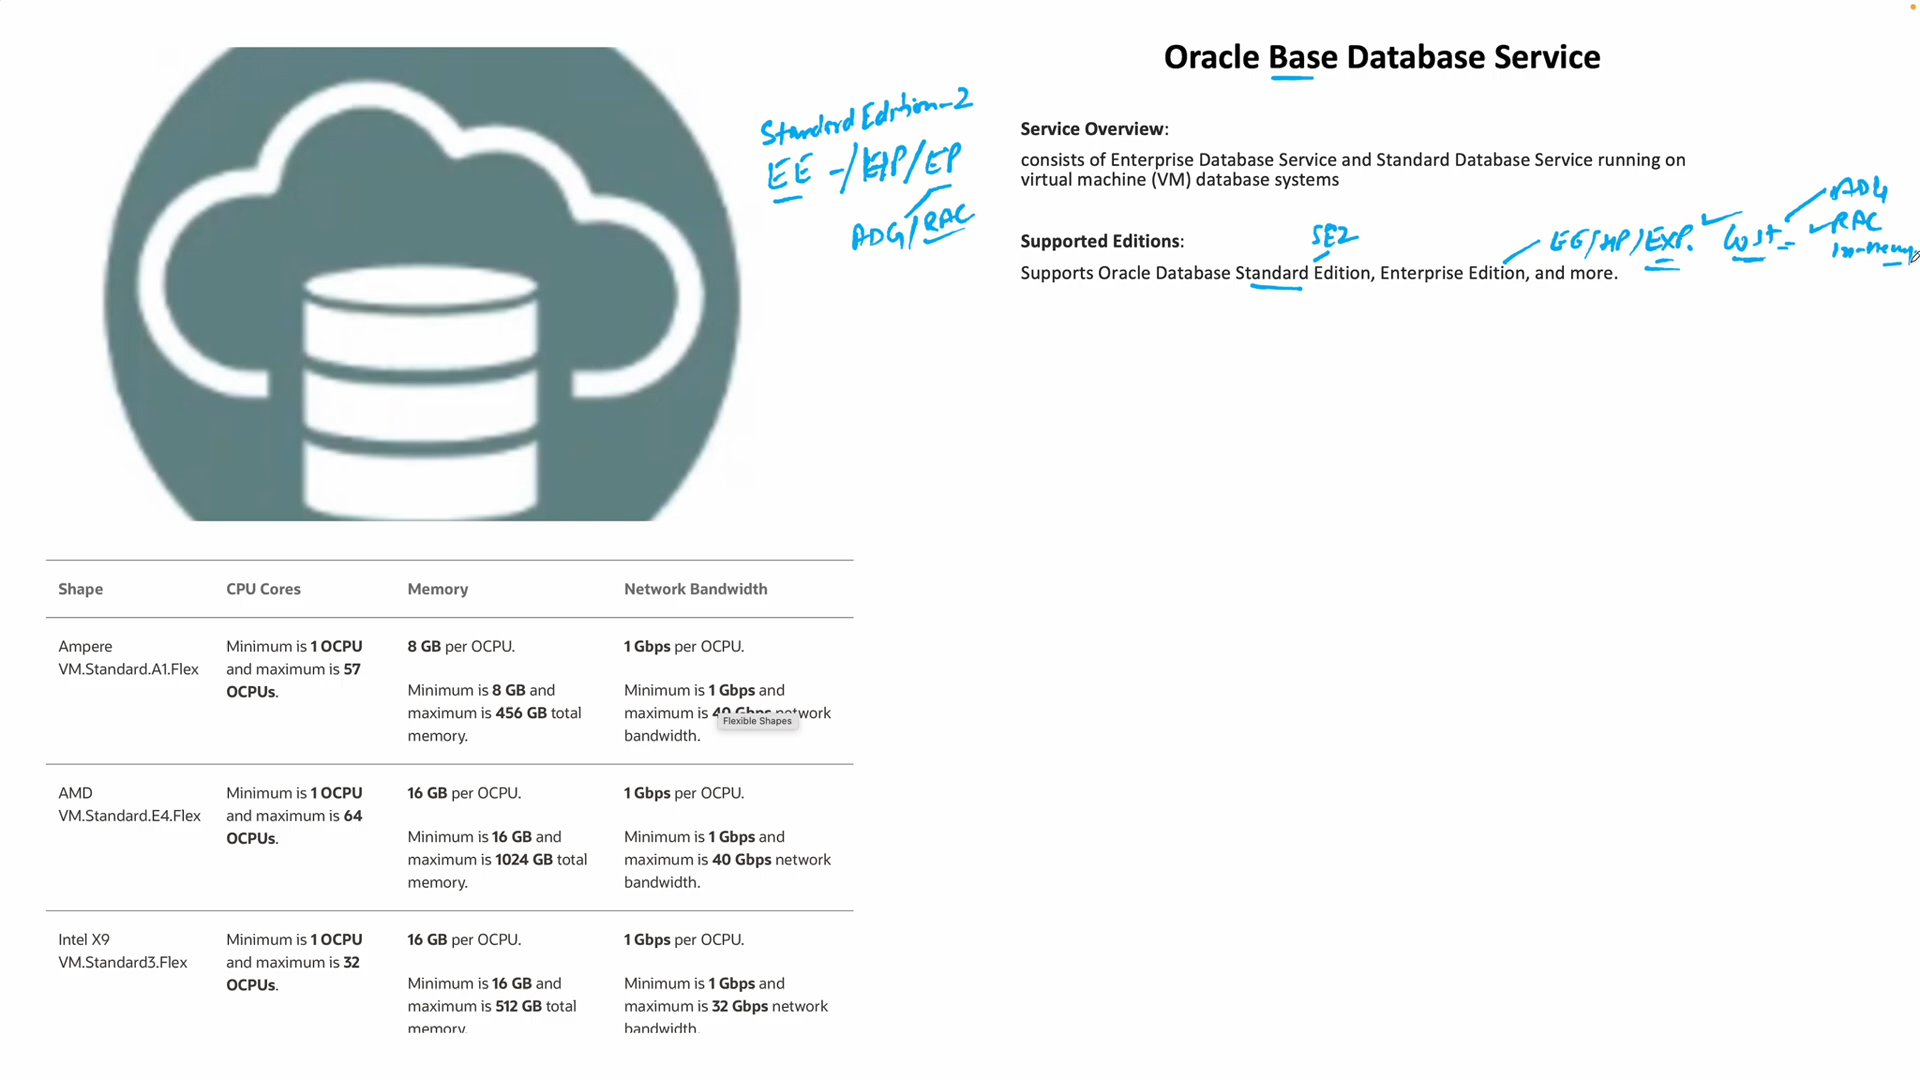 Oracle Base Database Service
Standard Edition-2
EE -/EHP/EP
ADG/RAC
Service Overview:
consists of Enterprise Database Service and Standard Database Service running on
virtual machine (VM) database systems
Supported Editions:
SE2
EE/HP/EXP.
Cost
ADG
RAC
In-Memory
Supports Oracle Database Standard Edition, Enterprise Edition, and more.
Shape CPU Cores Memory Network Bandwidth
Ampere Minimum is 1 OCPU 8 GB per OCPU. 1 Gbps per OCPU.
VM.Standard.A1.Flex and maximum is 57
OCPUs. Minimum is 8 GB and Minimum is 1 Gbps and
maximum is 456 GB total maximum is 40 Gbps network
Flexible Shapes
memory. bandwidth.
AMD Minimum is 1 OCPU 16 GB per OCPU. 1 Gbps per OCPU.
VM.Standard.E4.Flex and maximum is 64
OCPUs. Minimum is 16 GB and Minimum is 1 Gbps and
maximum is 1024 GB total maximum is 40 Gbps network
memory. bandwidth.
Intel X9 Minimum is 1 OCPU 16 GB per OCPU. 1 Gbps per OCPU.
VM.Standard3.Flex and maximum is 32
OCPUs. Minimum is 16 GB and Minimum is 1 Gbps and
maximum is 512 GB total maximum is 32 Gbps network
memory. bandwidth.